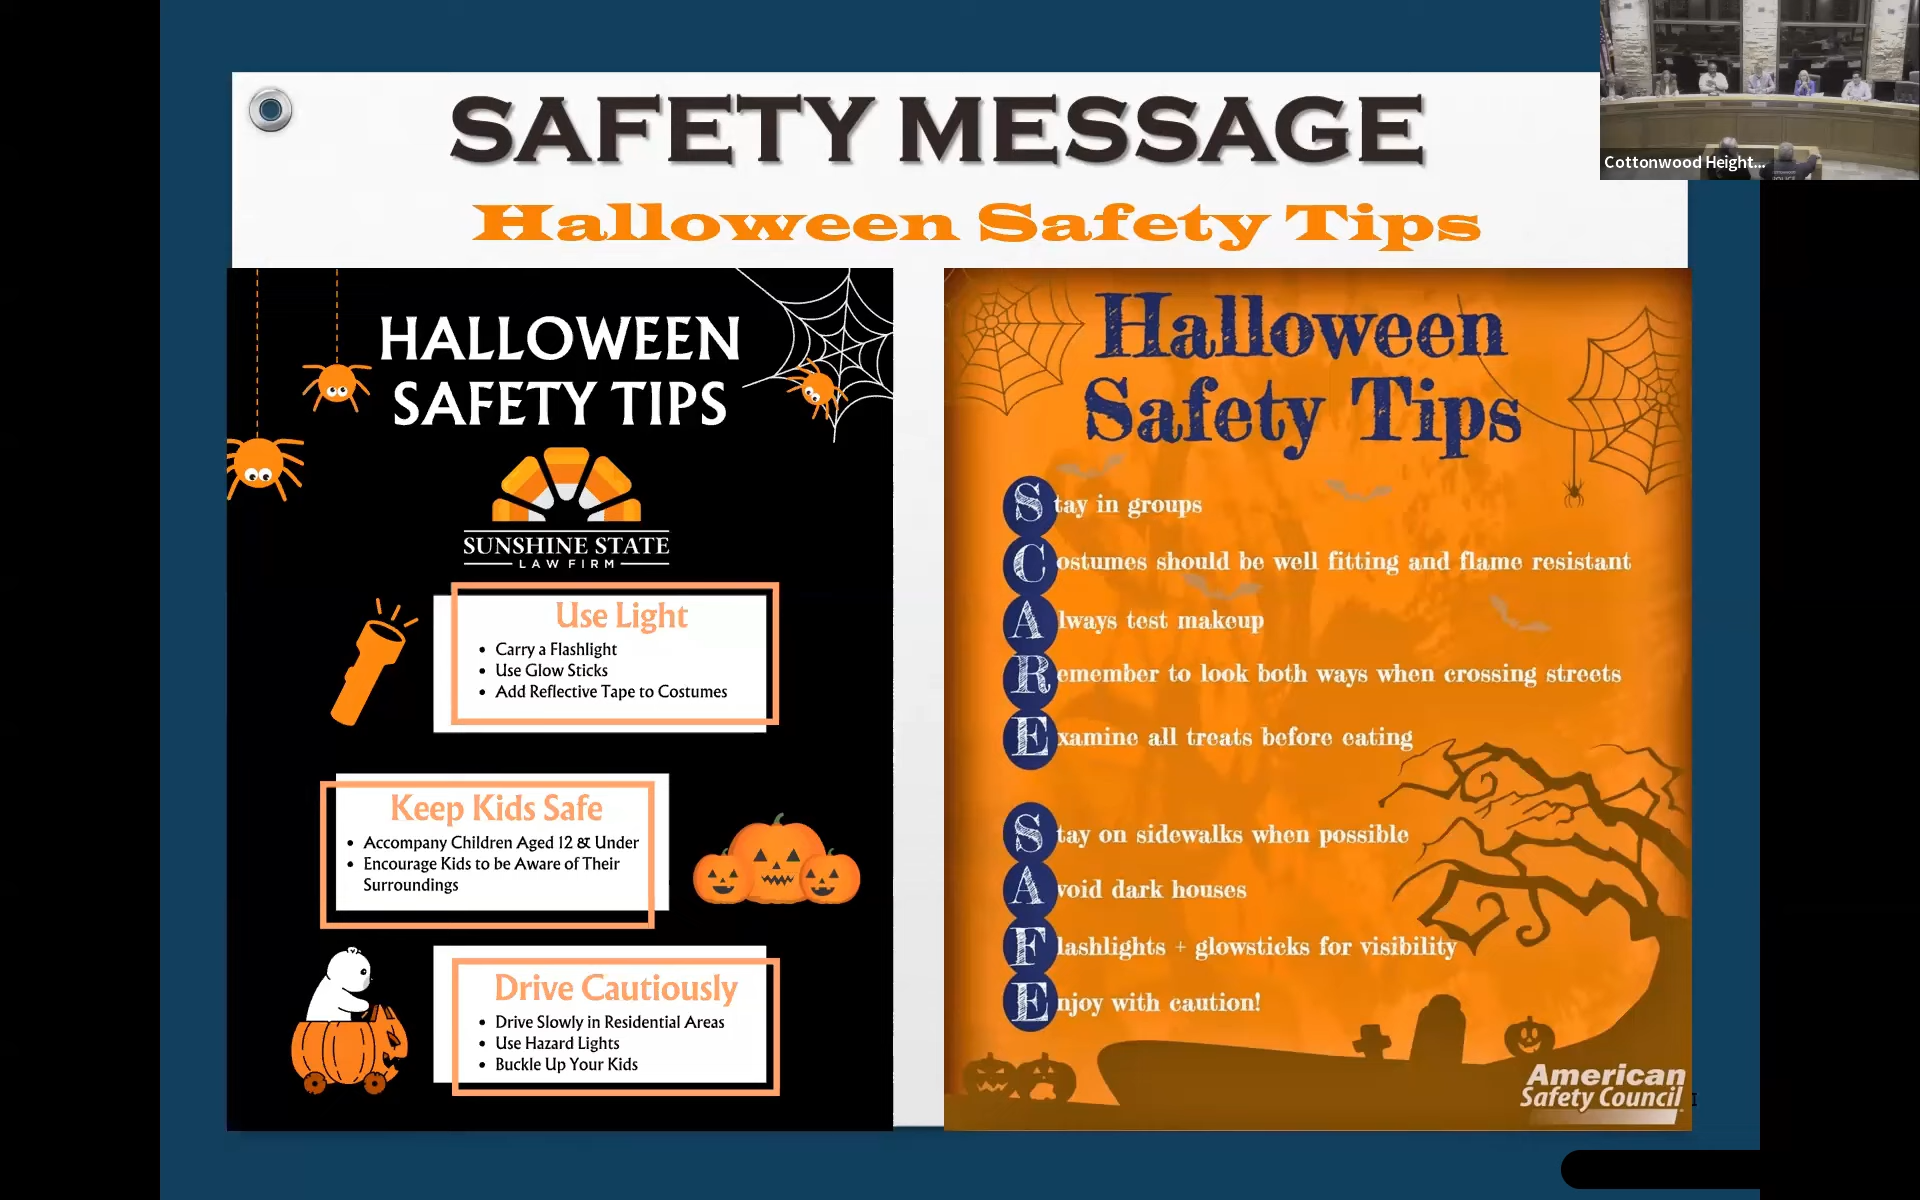 SAFETY MESSAGE
Halloween Safety Tips
Cottonwood Height...
HALLOWEEN
SAFETY TIPS
SUNSHINE STATE
LAW FIRM
Use Light
• Carry a Flashlight
• Use Glow Sticks
• Add Reflective Tape to Costumes
Keep Kids Safe
• Accompany Children Aged 12 & Under
• Encourage Kids to be Aware of Their
Surroundings
Drive Cautiously
• Drive Slowly in Residential Areas
• Use Hazard Lights
• Buckle Up Your Kids
Halloween
Safety Tips
Stay in groups
Costumes should be well fitting and flame resistant
Always test makeup
Remember to look both ways when crossing streets
Examine all treats before eating
Stay on sidewalks when possible
Avoid dark houses
Flashlights + glowsticks for visibility
Enjoy with caution!
American
Safety Council